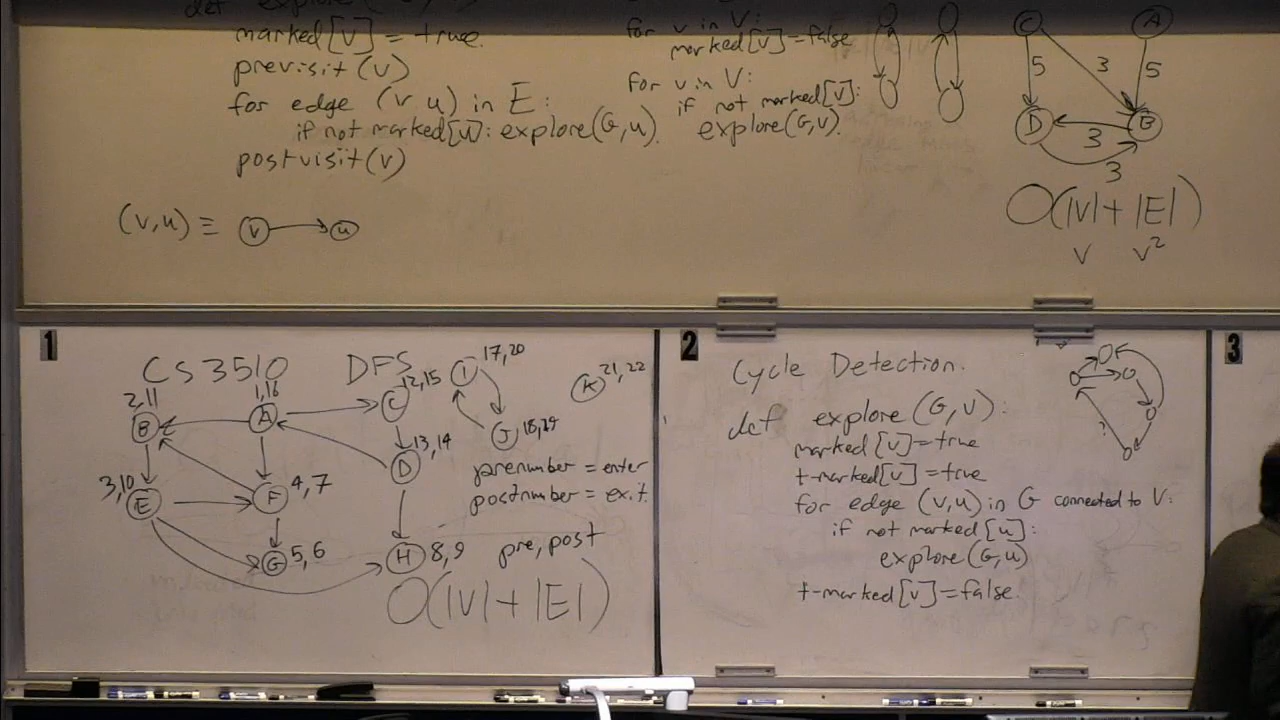 def explore(
marked[v] = true
previsit(v)
for edge (v u) in E:
if not marked[u]: explore(G,u)
postvisit(v)
(v,u) ≡ v u
for v in V:
marked[v]=false
for v in V:
if not marked[v]:
explore(G,v)
C A
5 3 5
D 3 B
3
O(|V|+|E|)
V V²
1
CS3510 DFS
2,11 B
1,16 A
12,15 C
I 17,20
K 21,22
13,14 D
J
3,10 E
F 4,7
G 5,6
H 8,9
prenumber = enter
postnumber = exit
pre, post
O(|V|+|E|)
2
Cycle Detection.
def explore(G,V):
marked[v]=true
t-marked[v]=true
for edge (V,u) in G connected to V:
if not marked[u]:
explore(G,u)
t-marked[v]=false.
?
3